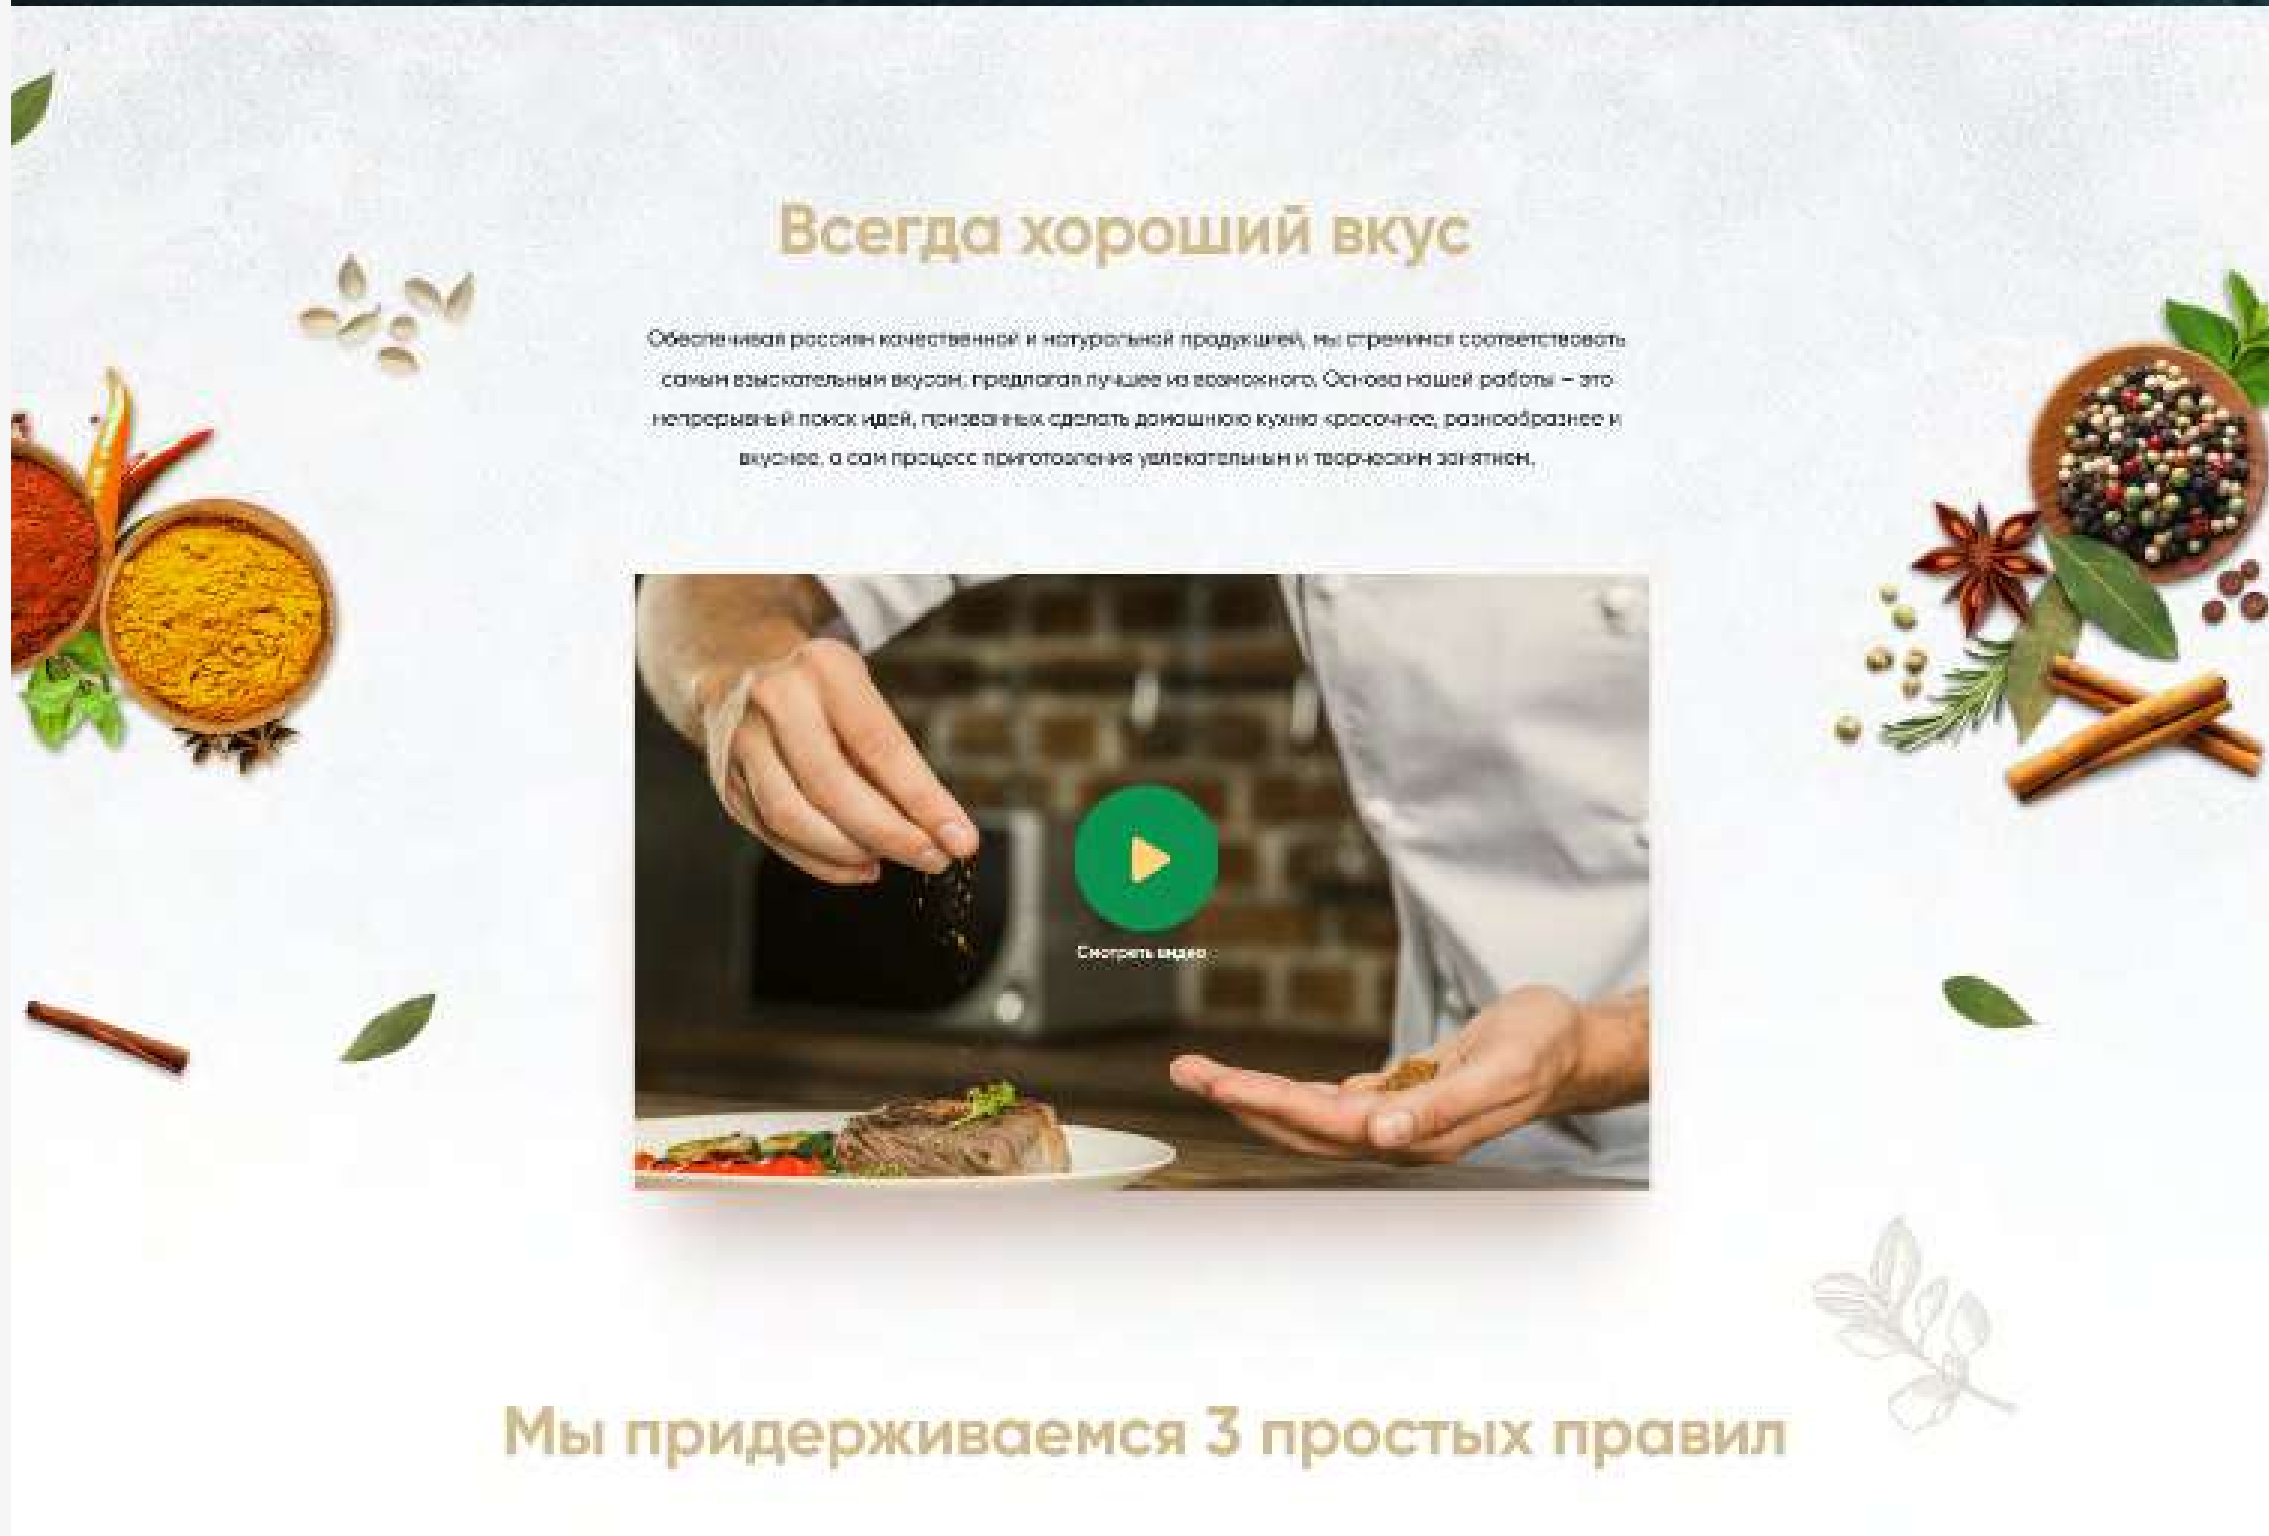 Всегда хороший вкус
Обеспечивая россиян качественной и натуральной продукцией, мы стремимся соответствовать
самым взыскательным вкусам, предлагая лучшее из возможного. Основа нашей работы – это
непрерывный поиск идей, призванных сделать домашнюю кухню красочнее, разнообразнее и
вкуснее, а сам процесс приготовления увлекательным и творческим занятием.
Смотреть видео
Мы придерживаемся 3 простых правил